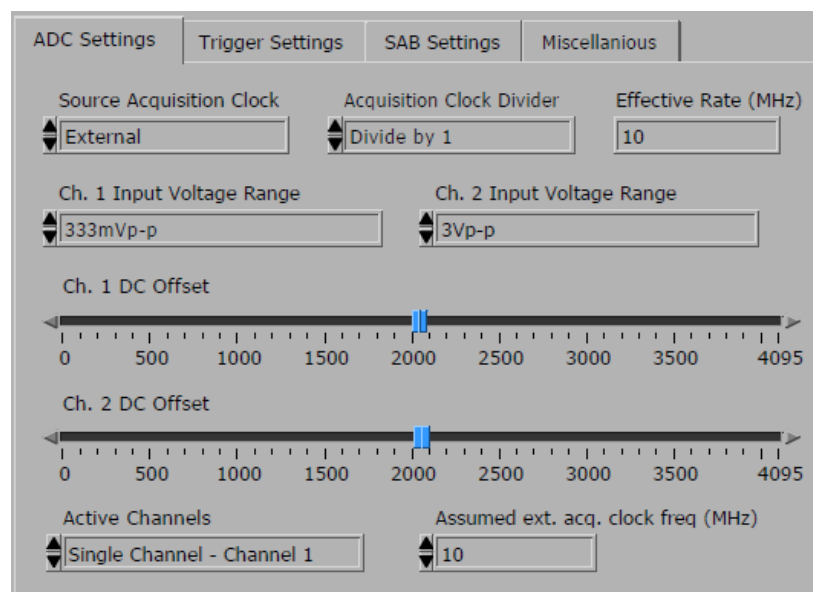 ADC Settings Trigger Settings SAB Settings Miscellanious
Source Acquisition Clock Acquisition Clock Divider Effective Rate (MHz)
External Divide by 1 10
Ch. 1 Input Voltage Range Ch. 2 Input Voltage Range
333mVp-p 3Vp-p
Ch. 1 DC Offset
0 500 1000 1500 2000 2500 3000 3500 4095
Ch. 2 DC Offset
0 500 1000 1500 2000 2500 3000 3500 4095
Active Channels Assumed ext. acq. clock freq (MHz)
Single Channel - Channel 1 10